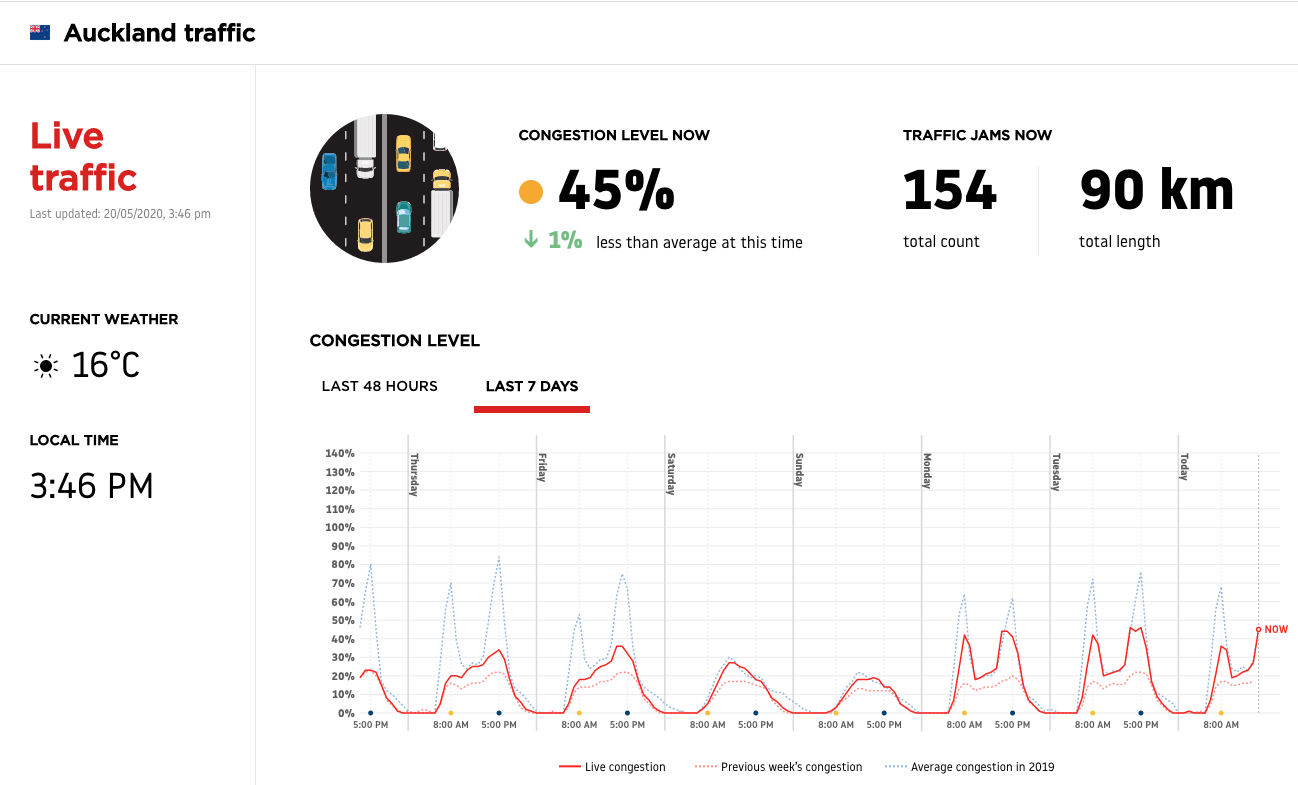 Auckland traffic
Live
traffic
Last updated: 20/05/2020, 3:46 pm
CURRENT WEATHER
16°C
LOCAL TIME
3:46 PM
CONGESTION LEVEL NOW
45%
1% less than average at this time
TRAFFIC JAMS NOW
154
total count
90 km
total length
CONGESTION LEVEL
LAST 48 HOURS
LAST 7 DAYS
140%
130%
120%
110%
100%
90%
80%
70%
60%
50%
40%
30%
20%
10%
0%
Thursday
Friday
Saturday
Sunday
Monday
Tuesday
Today
NOW
5:00 PM
8:00 AM
5:00 PM
8:00 AM
5:00 PM
8:00 AM
5:00 PM
8:00 AM
5:00 PM
8:00 AM
5:00 PM
8:00 AM
5:00 PM
8:00 AM
Live congestion
Previous week's congestion
Average congestion in 2019